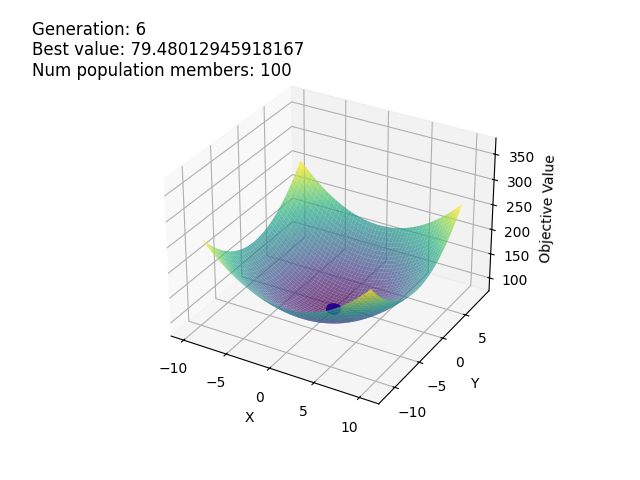 Generation: 6
Best value: 79.48012945918167
Num population members: 100
350
300
250
200
150
100
Objective Value
5
0
−5
−10
Y
−10
−5
0
5
10
X